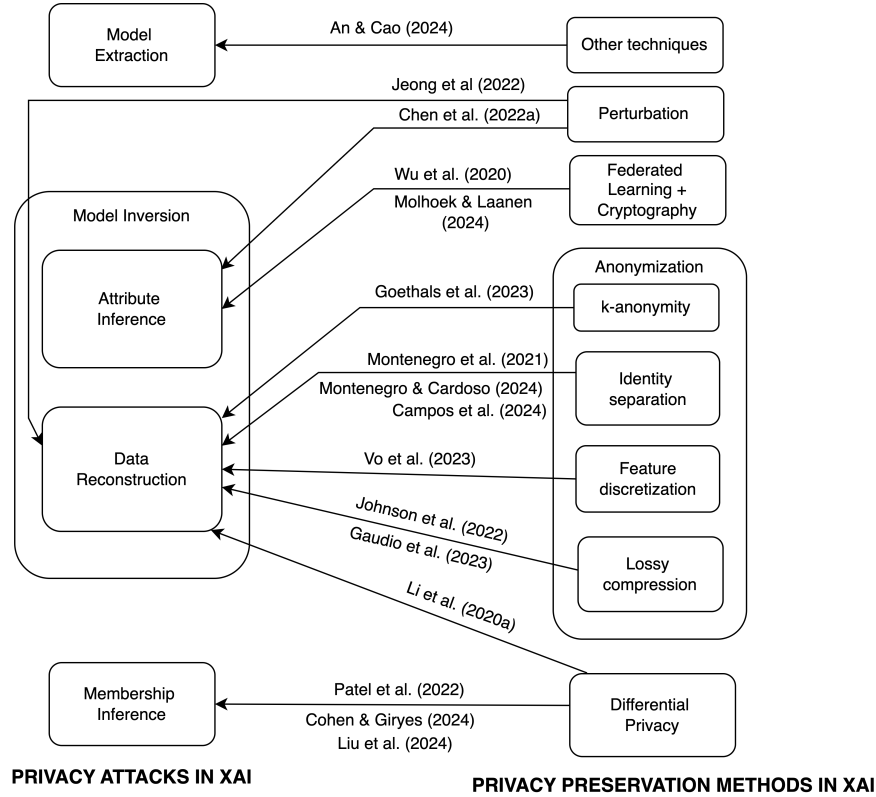 Model
Extraction
An & Cao (2024)
Other techniques
Jeong et al (2022)
Chen et al. (2022a)
Perturbation
Wu et al. (2020)
Molhoek & Laanen
(2024)
Federated
Learning +
Cryptography
Model Inversion
Attribute
Inference
Anonymization
Goethals et al. (2023)
k-anonymity
Montenegro et al. (2021)
Montenegro & Cardoso (2024)
Campos et al. (2024)
Identity
separation
Data
Reconstruction
Vo et al. (2023)
Feature
discretization
Johnson et al. (2022)
Gaudio et al. (2023)
Lossy
compression
Li et al. (2020a)
Membership
Inference
Patel et al. (2022)
Cohen & Giryes (2024)
Liu et al. (2024)
Differential
Privacy
PRIVACY ATTACKS IN XAI
PRIVACY PRESERVATION METHODS IN XAI